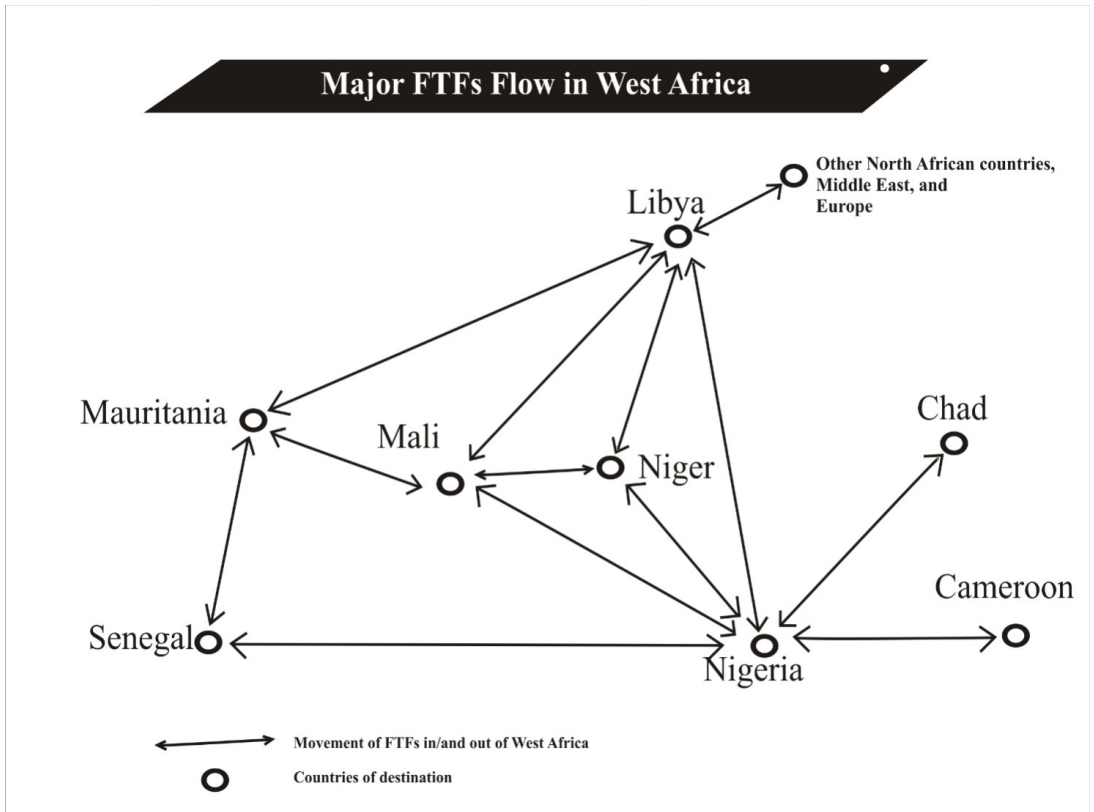 Major FTFs Flow in West Africa
Other North African countries,
Middle East, and
Europe
Libya
Mauritania
Chad
Mali
Niger
Cameroon
Senegal
Nigeria
Movement of FTFs in/and out of West Africa
Countries of destination